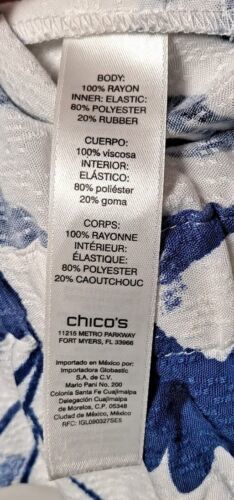 BODY:
100% RAYON
INNER: ELASTIC:
80% POLYESTER
20% RUBBER
CUERPO:
100% viscosa
INTERIOR
ELÁSTICO:
80% poliéster
20% goma
CORPS:
100% RAYONNE
INTÉRIEUR:
ÉLASTIQUE:
80% POLYESTER
20% CAOUTCHOUC
chico's
11215 METRO PARKWAY
FORT MYERS, FL 33966
Importado en México por:
Importadora Globastic
S.A. de C.V.
Mario Pani No. 200
Colonia Santa Fe Cuajimalpa
Delegación Cuajimalpa
de Morelos, C.P. 05348
Ciudad de México, México
RFC: IGL090327SE5